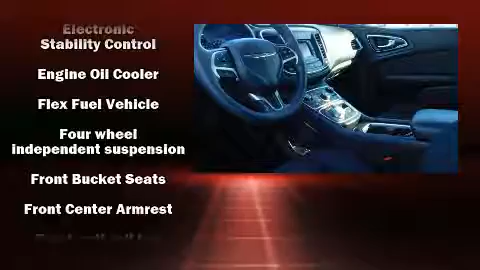 Electronic
Stability Control
Engine Oil Cooler
Flex Fuel Vehicle
Four wheel
independent suspension
Front Bucket Seats
Front Center Armrest